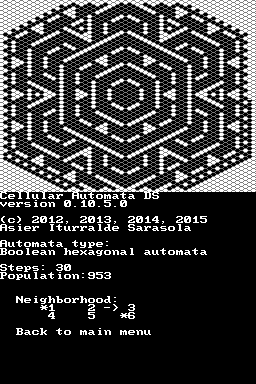 Cellular Automata DS
version 0.10.5.0
(c) 2012, 2013, 2014, 2015
Asier Iturralde Sarasola
Automata type:
Boolean hexagonal automata
Steps: 30
Population:953
Neighborhood:
*1 2 -> 3
4 5 *6
Back to main menu